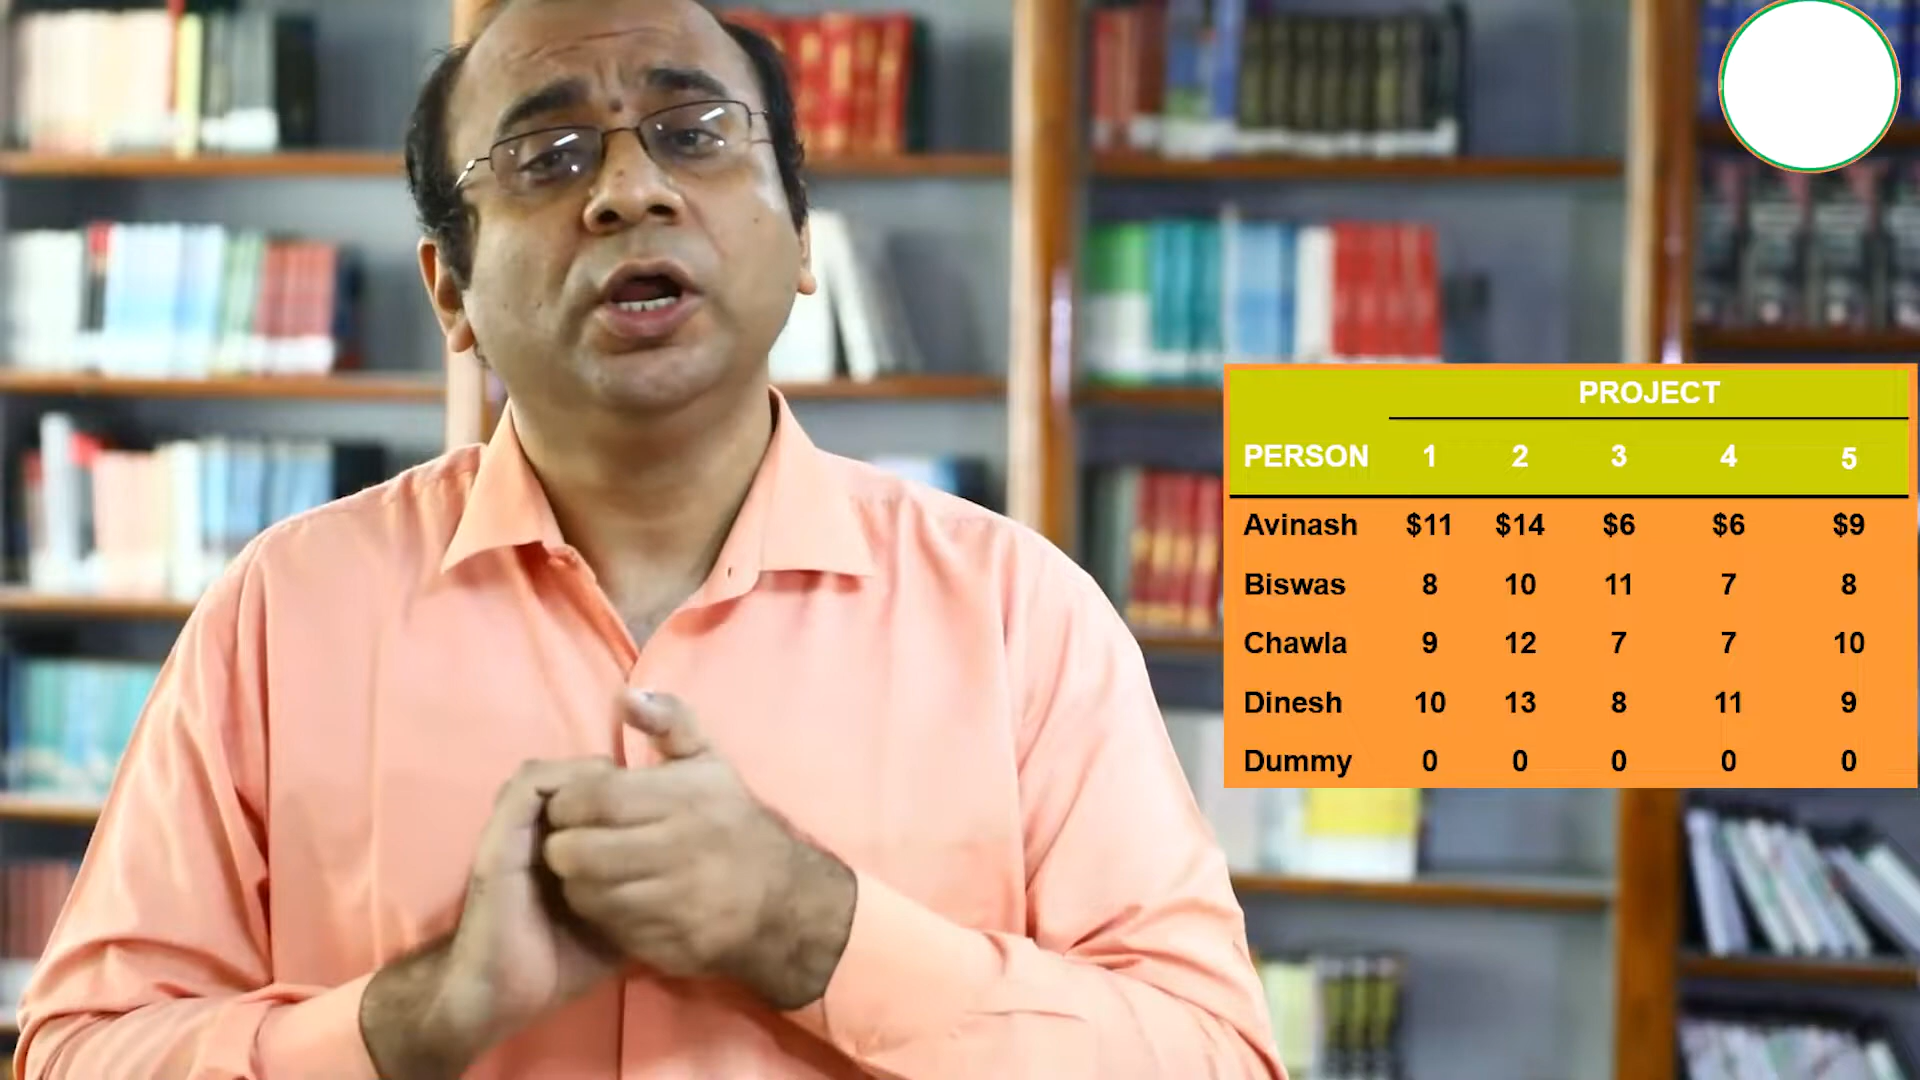 PROJECT
PERSON 1 2 3 4 5
Avinash $11 $14 $6 $6 $9
Biswas 8 10 11 7 8
Chawla 9 12 7 7 10
Dinesh 10 13 8 11 9
Dummy 0 0 0 0 0